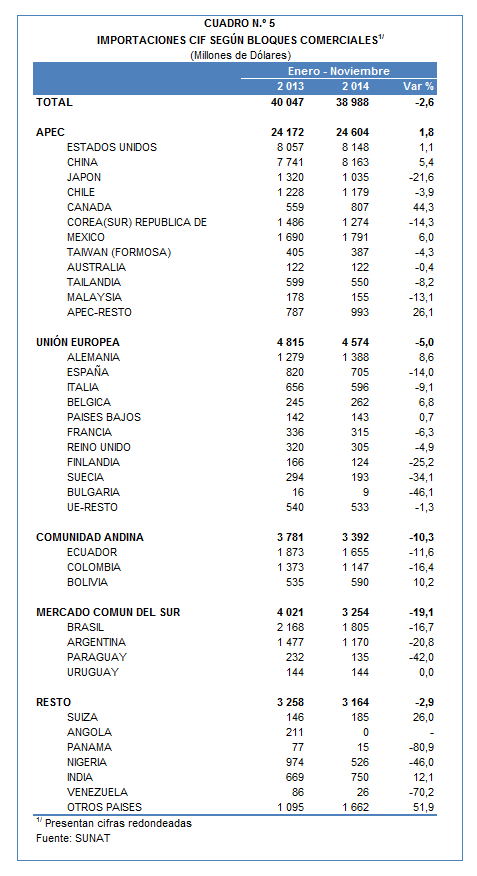 CUADRO N.º 5
IMPORTACIONES CIF SEGÚN BLOQUES COMERCIALES1/
(Millones de Dólares)
Enero - Noviembre
2 013 2 014 Var %
TOTAL 40 047 38 988 -2,6
APEC 24 172 24 604 1,8
ESTADOS UNIDOS 8 057 8 148 1,1
CHINA 7 741 8 163 5,4
JAPON 1 320 1 035 -21,6
CHILE 1 228 1 179 -3,9
CANADA 559 807 44,3
COREA(SUR) REPUBLICA DE 1 486 1 274 -14,3
MEXICO 1 690 1 791 6,0
TAIWAN (FORMOSA) 405 387 -4,3
AUSTRALIA 122 122 -0,4
TAILANDIA 599 550 -8,2
MALAYSIA 178 155 -13,1
APEC-RESTO 787 993 26,1
UNIÓN EUROPEA 4 815 4 574 -5,0
ALEMANIA 1 279 1 388 8,6
ESPAÑA 820 705 -14,0
ITALIA 656 596 -9,1
BELGICA 245 262 6,8
PAISES BAJOS 142 143 0,7
FRANCIA 336 315 -6,3
REINO UNIDO 320 305 -4,9
FINLANDIA 166 124 -25,2
SUECIA 294 193 -34,1
BULGARIA 16 9 -46,1
UE-RESTO 540 533 -1,3
COMUNIDAD ANDINA 3 781 3 392 -10,3
ECUADOR 1 873 1 655 -11,6
COLOMBIA 1 373 1 147 -16,4
BOLIVIA 535 590 10,2
MERCADO COMUN DEL SUR 4 021 3 254 -19,1
BRASIL 2 168 1 805 -16,7
ARGENTINA 1 477 1 170 -20,8
PARAGUAY 232 135 -42,0
URUGUAY 144 144 0,0
RESTO 3 258 3 164 -2,9
SUIZA 146 185 26,0
ANGOLA 211 0 -
PANAMA 77 15 -80,9
NIGERIA 974 526 -46,0
INDIA 669 750 12,1
VENEZUELA 86 26 -70,2
OTROS PAISES 1 095 1 662 51,9
1/ Presentan cifras redondeadas
Fuente: SUNAT